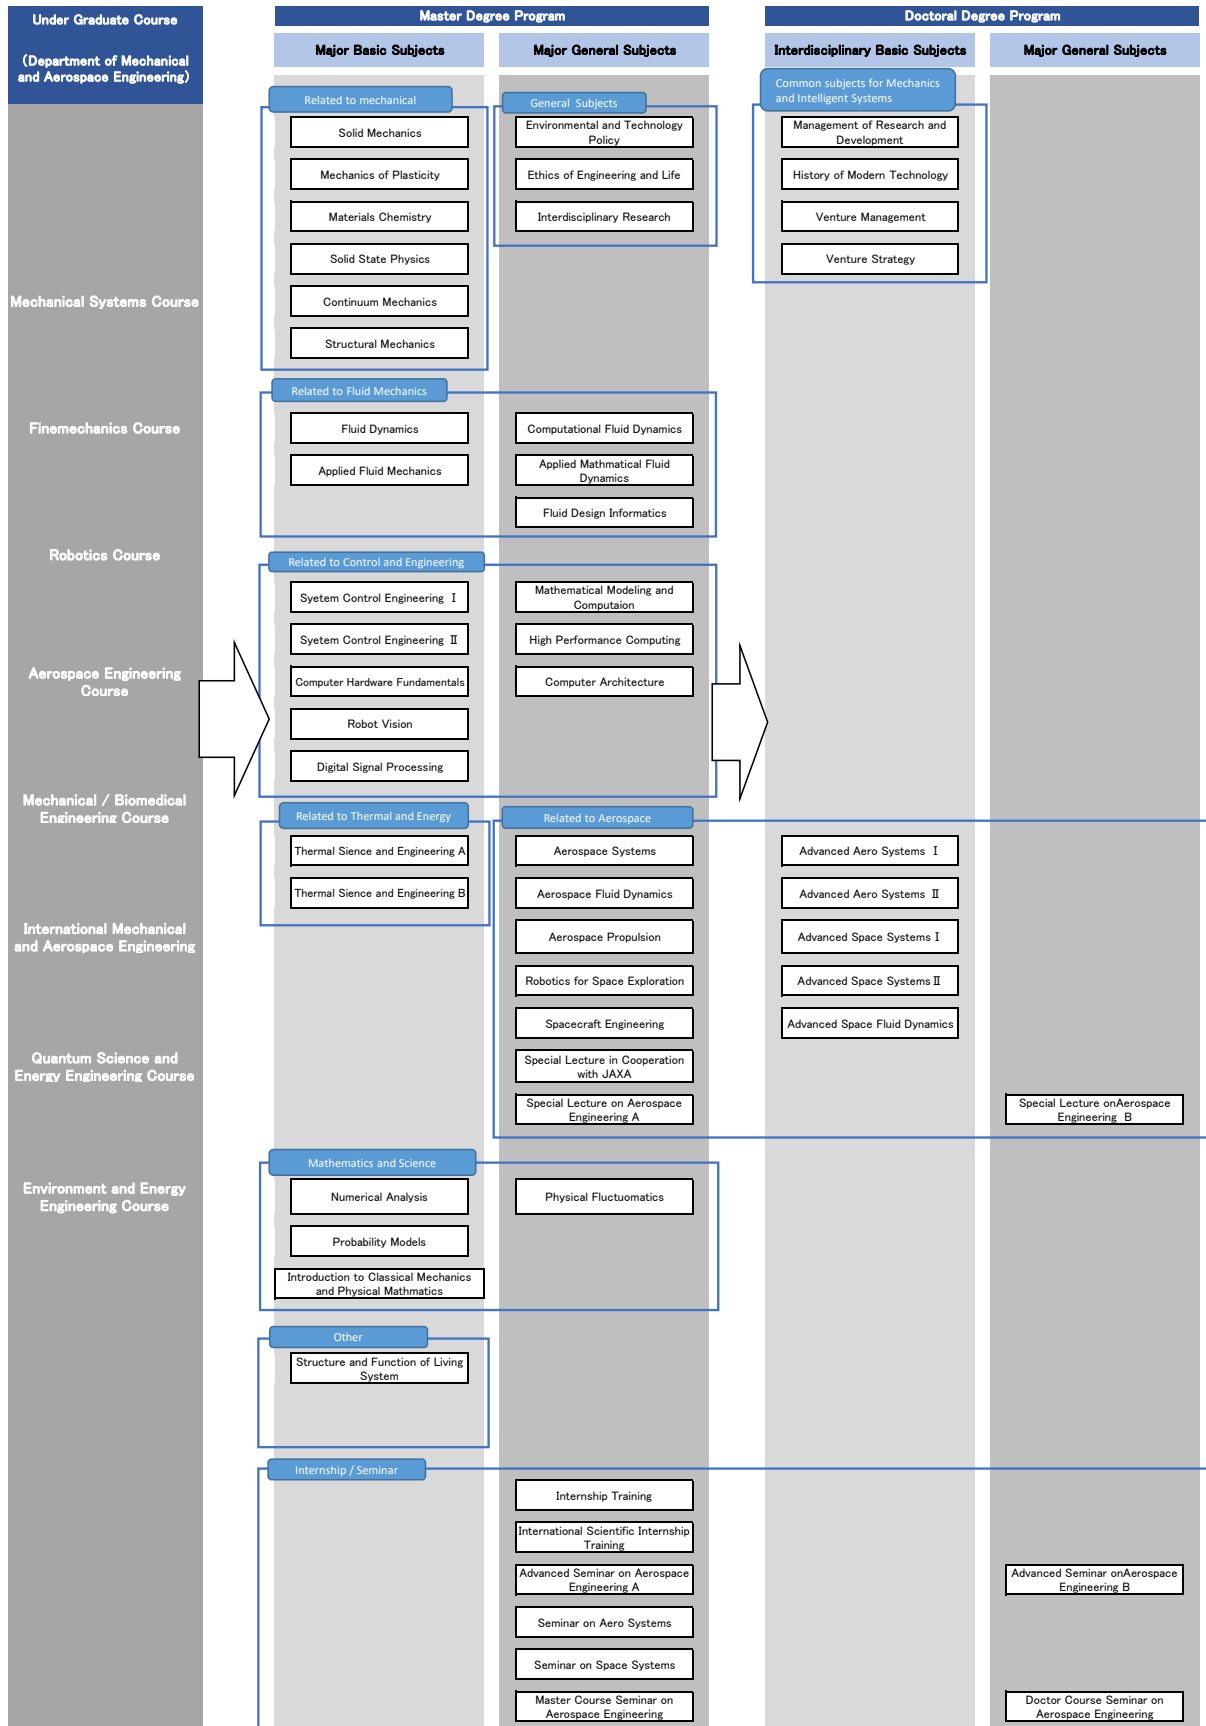 Under Graduate Course
(Department of Mechanical
and Aerospace Engineering)
Mechanical Systems Course
Finemechanics Course
Robotics Course
Aerospace Engineering
Course
Mechanical / Biomedical
Engineering Course
International Mechanical
and Aerospace Engineering
Quantum Science and
Energy Engineering Course
Environment and Energy
Engineering Course
Master Degree Program
Major Basic Subjects
Major General Subjects
Related to mechanical
Solid Mechanics
Mechanics of Plasticity
Materials Chemistry
Solid State Physics
Continuum Mechanics
Structural Mechanics
General Subjects
Environmental and Technology
Policy
Ethics of Engineering and Life
Interdisciplinary Research
Related to Fluid Mechanics
Fluid Dynamics
Applied Fluid Mechanics
Computational Fluid Dynamics
Applied Mathmatical Fluid
Dynamics
Fluid Design Informatics
Related to Control and Engineering
Syetem Control Engineering Ⅰ
Syetem Control Engineering Ⅱ
Computer Hardware Fundamentals
Robot Vision
Digital Signal Processing
Mathematical Modeling and
Computaion
High Performance Computing
Computer Architecture
Related to Thermal and Energy
Thermal Sience and Engineering A
Thermal Sience and Engineering B
Related to Aerospace
Aerospace Systems
Aerospace Fluid Dynamics
Aerospace Propulsion
Robotics for Space Exploration
Spacecraft Engineering
Special Lecture in Cooperation
with JAXA
Special Lecture on Aerospace
Engineering A
Mathematics and Science
Numerical Analysis
Probability Models
Introduction to Classical Mechanics
and Physical Mathmatics
Physical Fluctuomatics
Other
Structure and Function of Living
System
Internship / Seminar
Internship Training
International Scientific Internship
Training
Advanced Seminar on Aerospace
Engineering A
Seminar on Aero Systems
Seminar on Space Systems
Master Course Seminar on
Aerospace Engineering
Doctoral Degree Program
Interdisciplinary Basic Subjects
Major General Subjects
Common subjects for Mechanics
and Intelligent Systems
Management of Research and
Development
History of Modern Technology
Venture Management
Venture Strategy
Advanced Aero Systems Ⅰ
Advanced Aero Systems Ⅱ
Advanced Space Systems Ⅰ
Advanced Space Systems Ⅱ
Advanced Space Fluid Dynamics
Special Lecture onAerospace
Engineering B
Advanced Seminar onAerospace
Engineering B
Doctor Course Seminar on
Aerospace Engineering